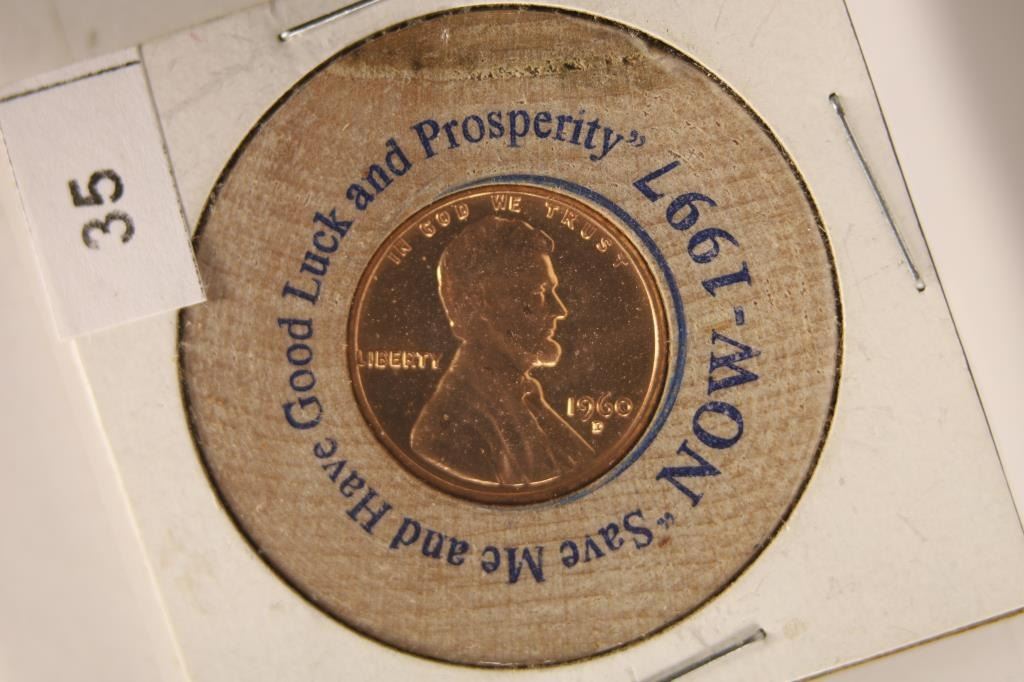 35
"Save Me and Have Good Luck and Prosperity"
NOW-1997
IN GOD WE TRUST
LIBERTY
1960
D